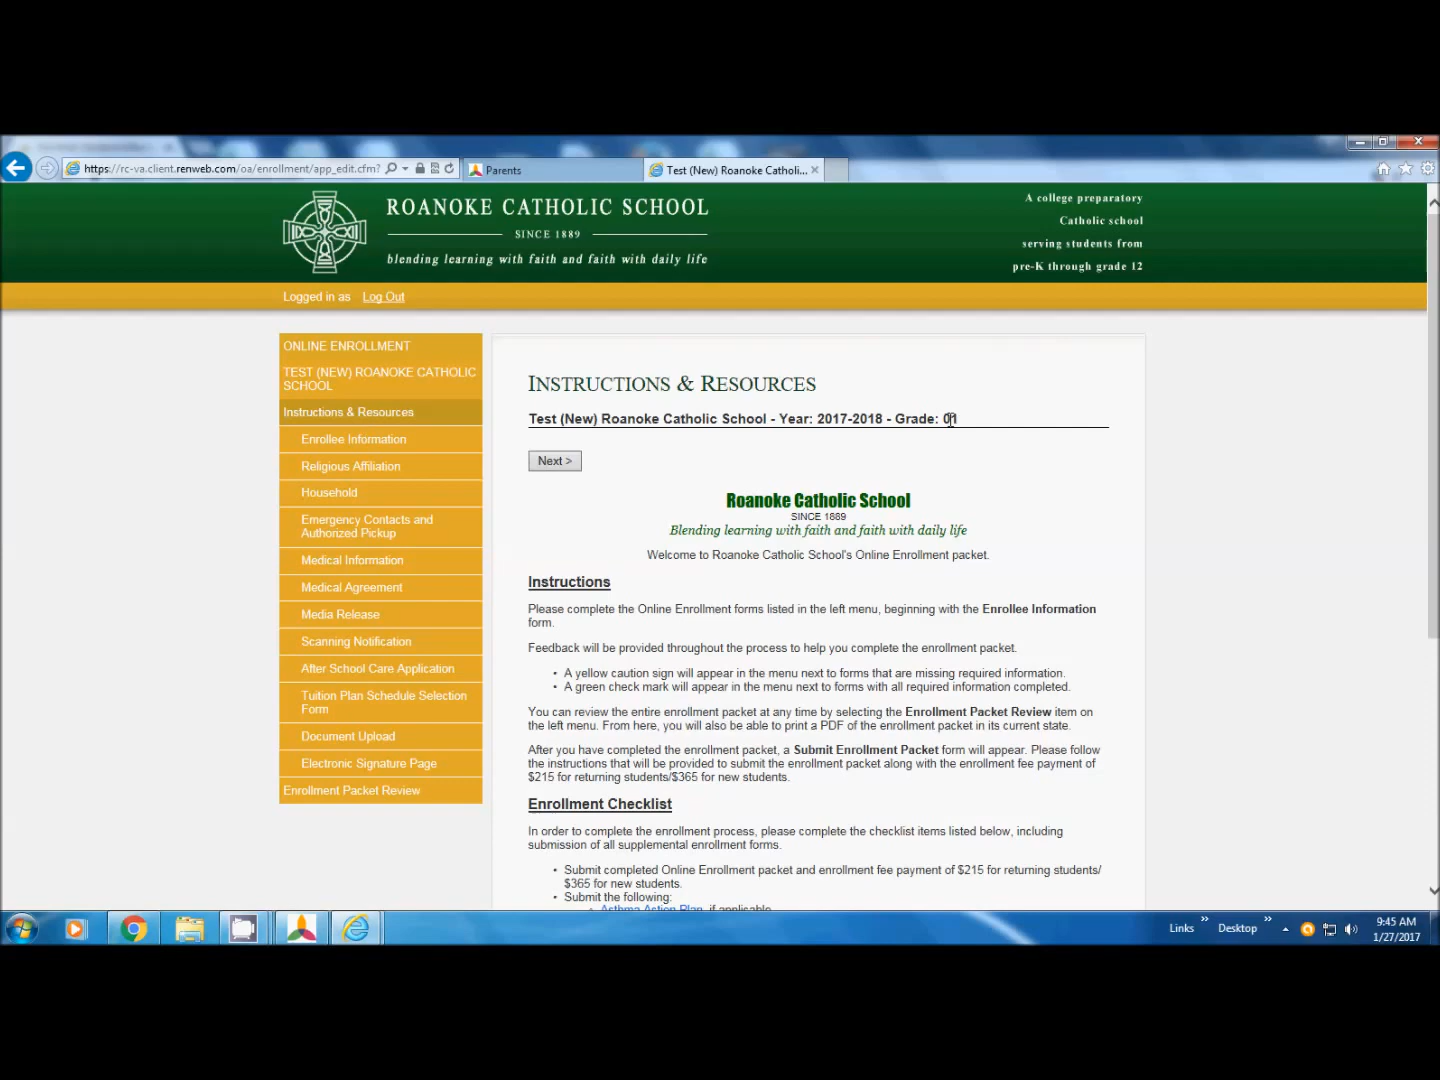 https://rc-va.client.renweb.com/oa/enrollment/app_edit.cfm?
Parents
Test (New) Roanoke Catholi...
ROANOKE CATHOLIC SCHOOL
SINCE 1889
blending learning with faith and faith with daily life
A college preparatory
Catholic school
serving students from
pre-K through grade 12
Logged in as Log Out
ONLINE ENROLLMENT
TEST (NEW) ROANOKE CATHOLIC
SCHOOL
Instructions & Resources
Enrollee Information
Religious Affiliation
Household
Emergency Contacts and
Authorized Pickup
Medical Information
Medical Agreement
Media Release
Scanning Notification
After School Care Application
Tuition Plan Schedule Selection
Form
Document Upload
Electronic Signature Page
Enrollment Packet Review
INSTRUCTIONS & RESOURCES
Test (New) Roanoke Catholic School - Year: 2017-2018 - Grade: 01
Next >
Roanoke Catholic School
SINCE 1889
Blending learning with faith and faith with daily life
Welcome to Roanoke Catholic School's Online Enrollment packet.
Instructions
Please complete the Online Enrollment forms listed in the left menu, beginning with the Enrollee Information
form.
Feedback will be provided throughout the process to help you complete the enrollment packet.
• A yellow caution sign will appear in the menu next to forms that are missing required information.
• A green check mark will appear in the menu next to forms with all required information completed.
You can review the entire enrollment packet at any time by selecting the Enrollment Packet Review item on
the left menu. From here, you will also be able to print a PDF of the enrollment packet in its current state.
After you have completed the enrollment packet, a Submit Enrollment Packet form will appear. Please follow
the instructions that will be provided to submit the enrollment packet along with the enrollment fee payment of
$215 for returning students/$365 for new students.
Enrollment Checklist
In order to complete the enrollment process, please complete the checklist items listed below, including
submission of all supplemental enrollment forms.
• Submit completed Online Enrollment packet and enrollment fee payment of $215 for returning students/
$365 for new students.
• Submit the following:
Asthma Action Plan, if applicable
Links
Desktop
9:45 AM
1/27/2017